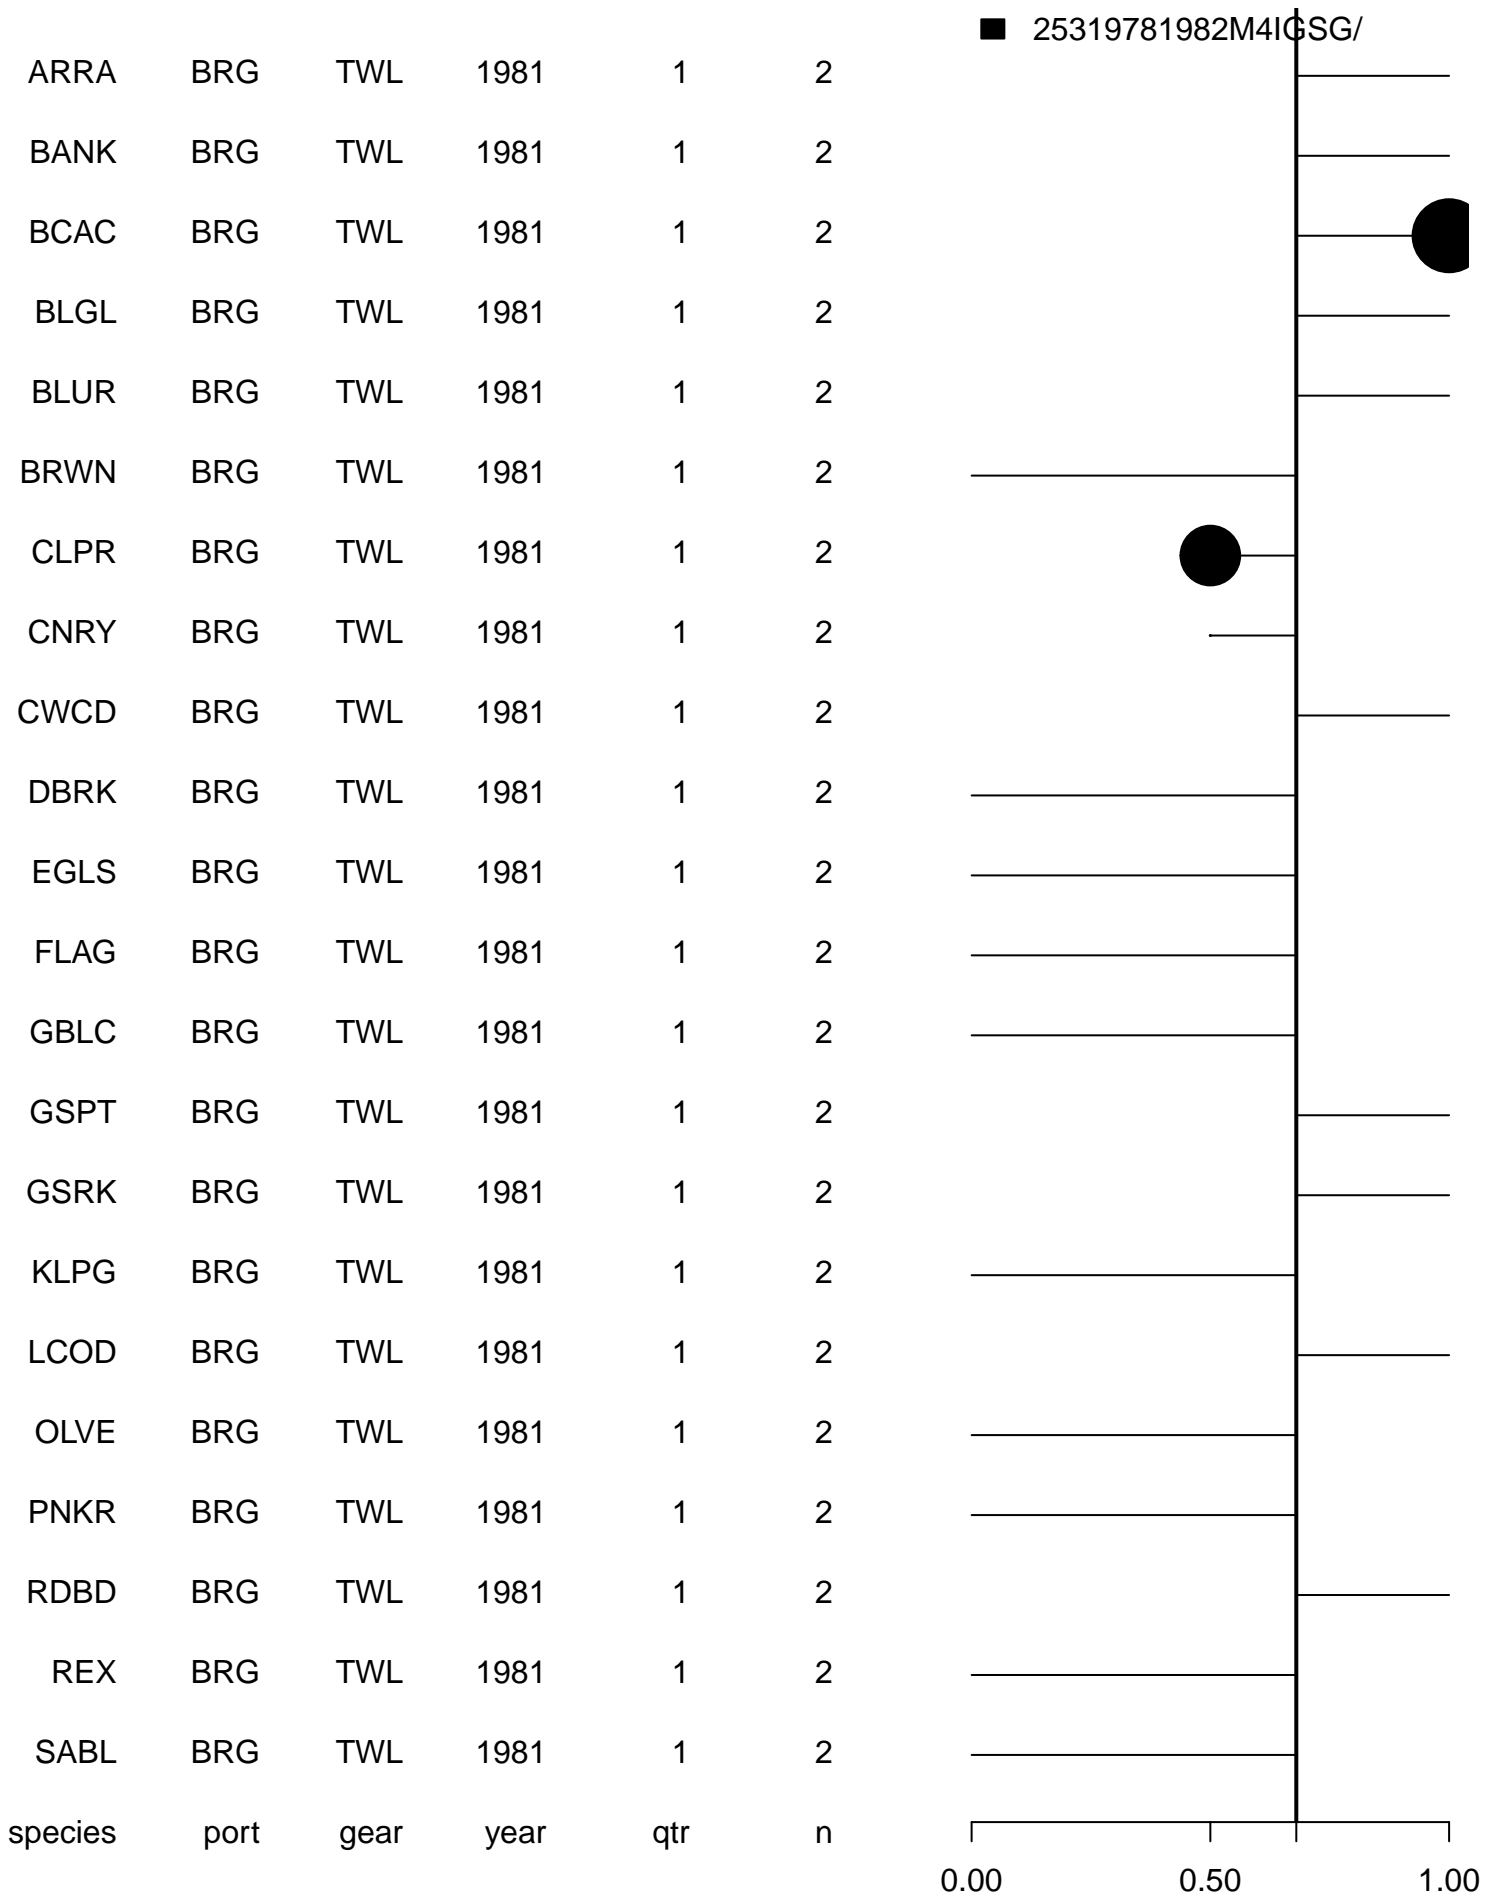 25319781982M4IGSG/
ARRA BRG TWL 1981 1 2
BANK BRG TWL 1981 1 2
BCAC BRG TWL 1981 1 2
BLGL BRG TWL 1981 1 2
BLUR BRG TWL 1981 1 2
BRWN BRG TWL 1981 1 2
CLPR BRG TWL 1981 1 2
CNRY BRG TWL 1981 1 2
CWCD BRG TWL 1981 1 2
DBRK BRG TWL 1981 1 2
EGLS BRG TWL 1981 1 2
FLAG BRG TWL 1981 1 2
GBLC BRG TWL 1981 1 2
GSPT BRG TWL 1981 1 2
GSRK BRG TWL 1981 1 2
KLPG BRG TWL 1981 1 2
LCOD BRG TWL 1981 1 2
OLVE BRG TWL 1981 1 2
PNKR BRG TWL 1981 1 2
RDBD BRG TWL 1981 1 2
REX BRG TWL 1981 1 2
SABL BRG TWL 1981 1 2
species port gear year qtr n
0.00 0.50 1.00